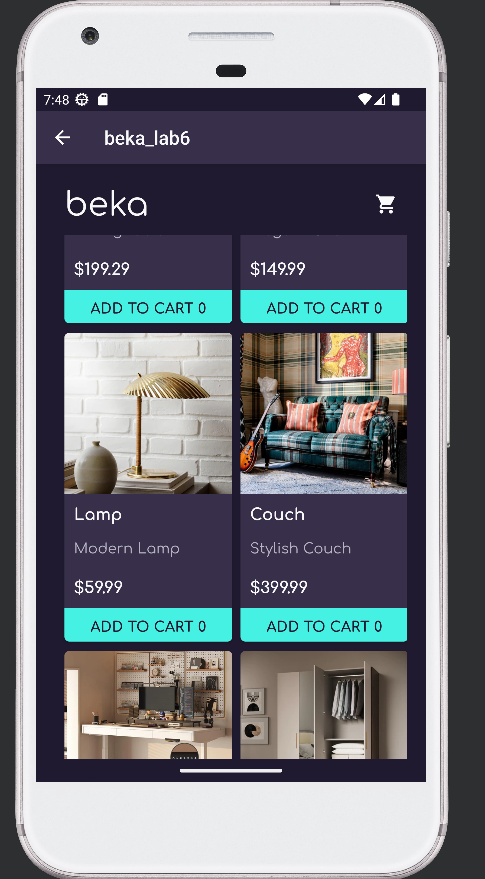 7:48
beka_lab6
beka
$199.29 $149.99
ADD TO CART 0 ADD TO CART 0
Lamp Couch
Modern Lamp Stylish Couch
$59.99 $399.99
ADD TO CART 0 ADD TO CART 0